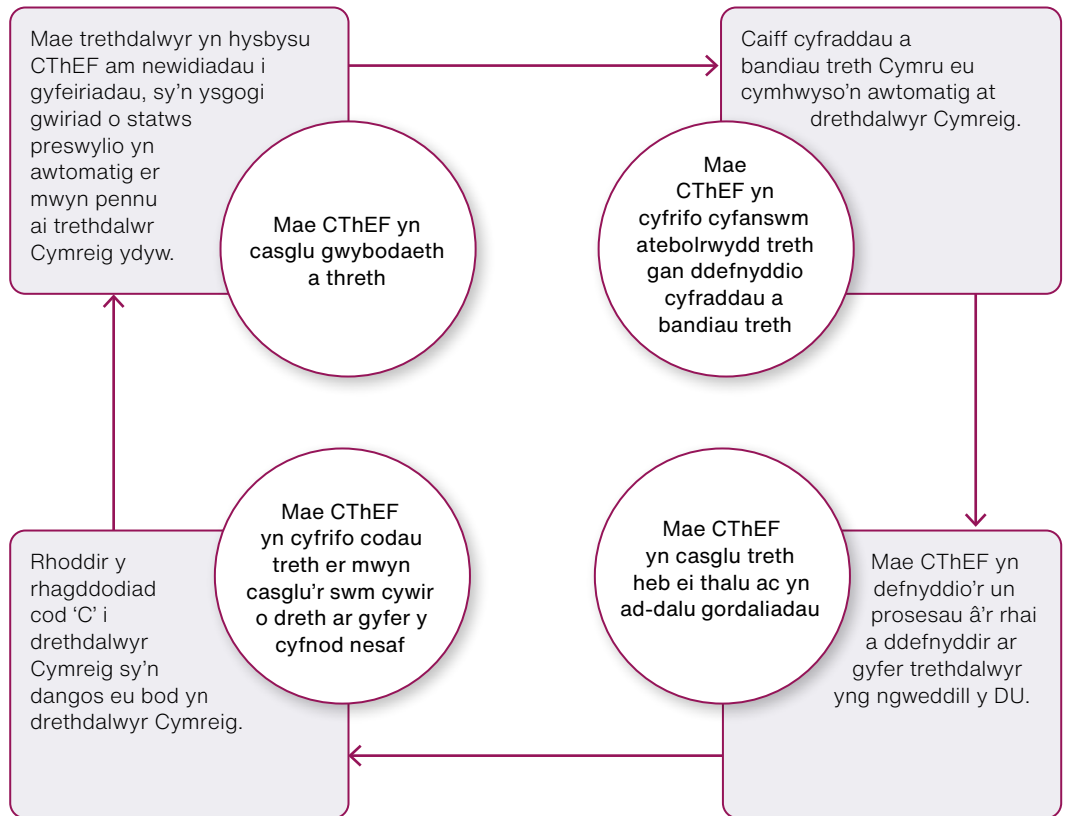 Mae trethdalwyr yn hysbysu
CThEF am newidiadau i
gyfeiriadau, sy'n ysgogi
gwiriad o statws
preswylio yn
awtomatig er
mwyn pennu
ai trethdalwr
Cymreig ydyw.
Mae CThEF yn
casglu gwybodaeth
a threth
Caiff cyfraddau a
bandiau treth Cymru eu
cymhwyso'n awtomatig at
drethdalwyr Cymreig.
Mae
CThEF yn
cyfrifo cyfanswm
atebolrwydd treth
gan ddefnyddio
cyfraddau a
bandiau treth
Mae CThEF yn
defnyddio'r un
prosesau â'r rhai
a ddefnyddir ar
gyfer trethdalwyr
yng ngweddill y DU.
Mae CThEF
yn casglu treth
heb ei thalu ac yn
ad-dalu gordaliadau
Rhoddir y
rhagddodiad
cod ‘C’ i
drethdalwyr
Cymreig sy'n
dangos eu bod yn
drethdalwyr Cymreig.
Mae CThEF
yn cyfrifo codau
treth er mwyn
casglu'r swm cywir
o dreth ar gyfer y
cyfnod nesaf